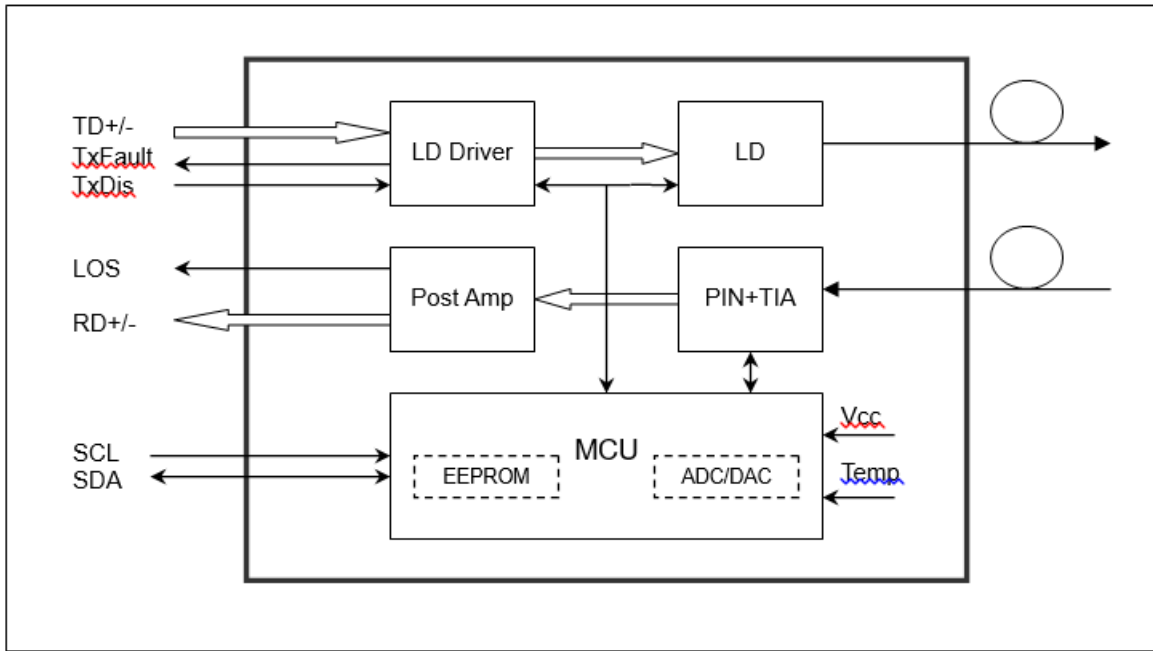 TD+/-
TxFault
TxDis
LD Driver
LD
LOS
RD+/-
Post Amp
PIN+TIA
SCL
SDA
MCU
EEPROM
ADC/DAC
Vcc
Temp